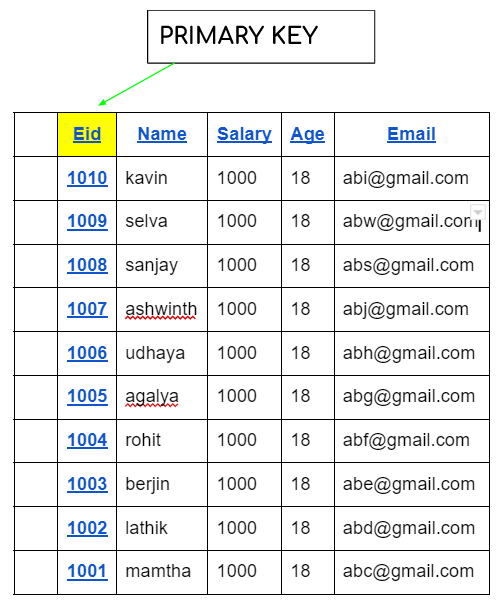 PRIMARY KEY
Eid Name Salary Age Email
1010 kavin 1000 18 abi@gmail.com
1009 selva 1000 18 abw@gmail.com
1008 sanjay 1000 18 abs@gmail.com
1007 ashwinth 1000 18 abj@gmail.com
1006 udhaya 1000 18 abh@gmail.com
1005 agalya 1000 18 abg@gmail.com
1004 rohit 1000 18 abf@gmail.com
1003 berjin 1000 18 abe@gmail.com
1002 lathik 1000 18 abd@gmail.com
1001 mamtha 1000 18 abc@gmail.com